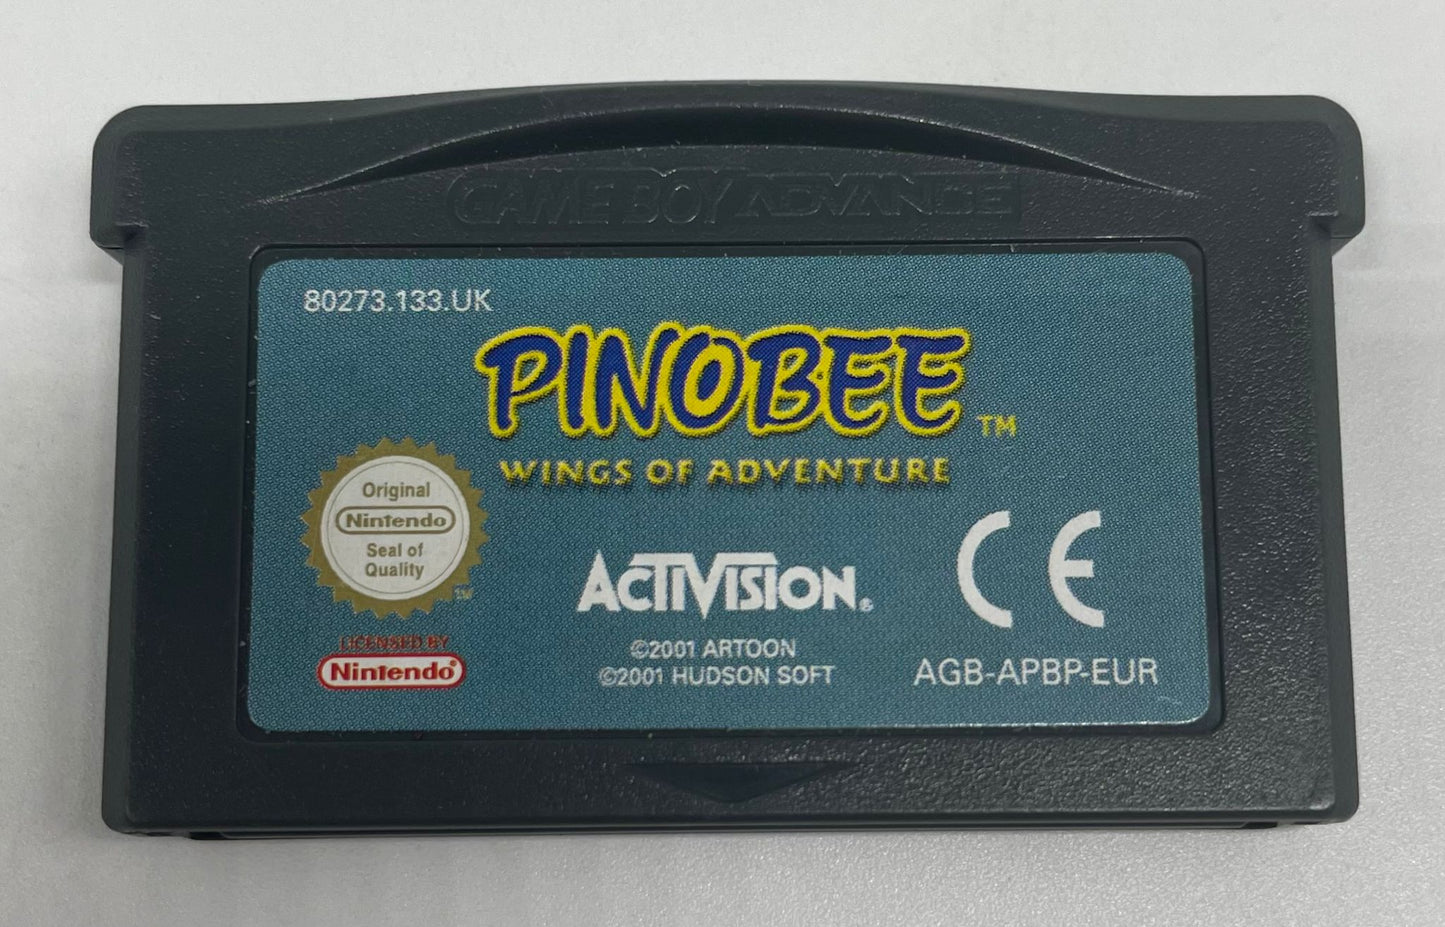 GAME BOY ADVANCE
80273.133.UK
PINOBEE TM
WINGS OF ADVENTURE
Original
Nintendo
Seal of
Quality
TM
LICENSED BY
Nintendo®
ACTIVISION®
©2001 ARTOON
©2001 HUDSON SOFT
CE
AGB-APBP-EUR